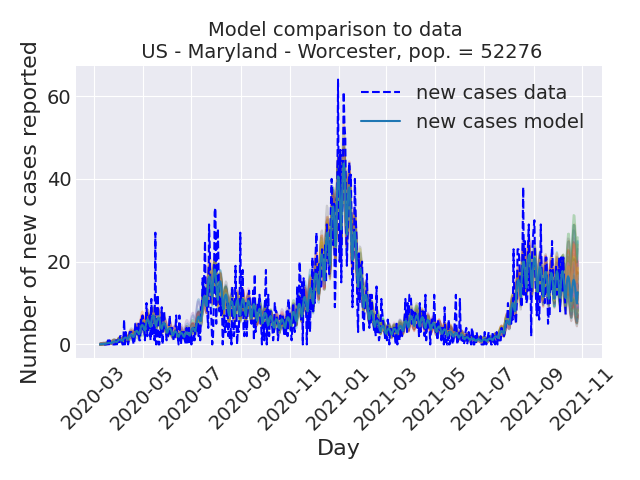 Model comparison to data
US - Maryland - Worcester, pop. = 52276
Number of new cases reported
60
40
20
0
new cases data
new cases model
2020-03
2020-05
2020-07
2020-09
2020-11
2021-01
2021-03
2021-05
2021-07
2021-09
2021-11
Day